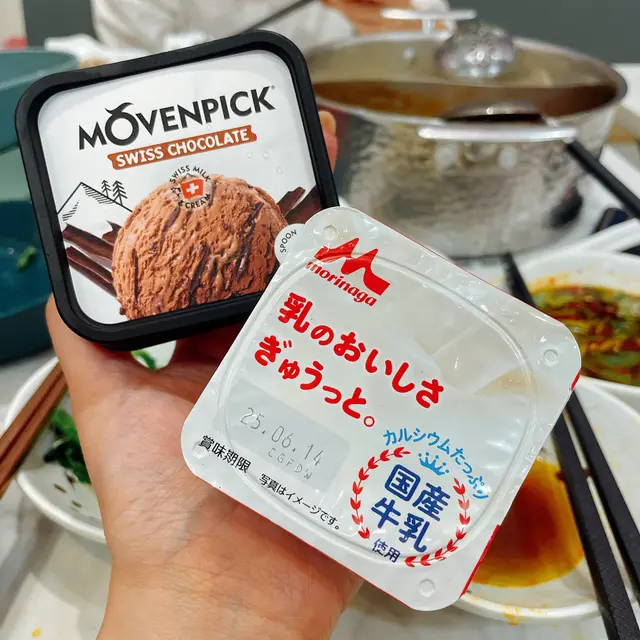 MÖVENPICK®
SWISS CHOCOLATE
SWISS MILK
ICE CREAM
SPOON
morinaga
乳のおいしさ
ぎゅうっと。
25.06.14
CGFDW
賞味期限
写真はイメージです。
カルシウムたっぷり
国産
牛乳
使用